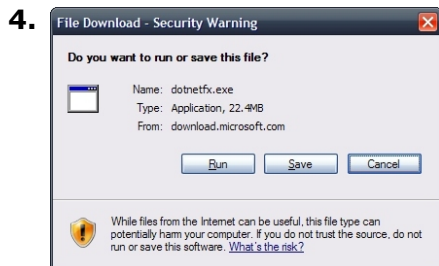 4.
File Download - Security Warning
Do you want to run or save this file?
Name: dotnetfx.exe
Type: Application, 22.4MB
From: download.microsoft.com
Run Save Cancel
While files from the Internet can be useful, this file type can
potentially harm your computer. If you do not trust the source, do not
run or save this software. What's the risk?